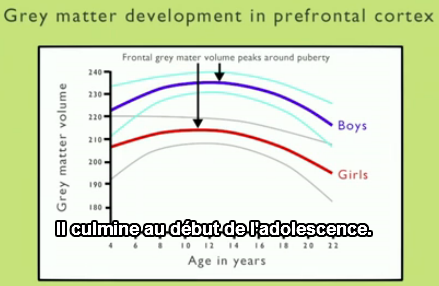 Grey matter development in prefrontal cortex
Frontal grey mater volume peaks around puberty
240
230
220
210
200
190
180
Grey matter volume
Boys
Girls
Il culmine au début de l'adolescence.
4 6 8 10 12 14 16 18 20 22
Age in years